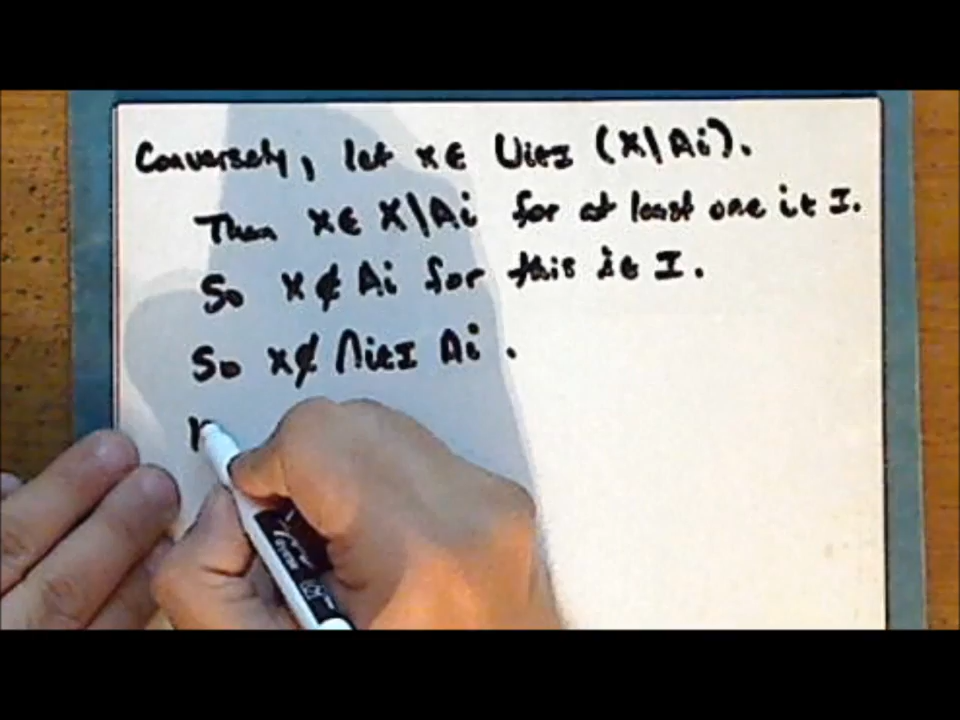 Conversely, let x ∈ ∪i∈I (X\Ai).
Then x ∈ X\Ai for at least one i ∈ I.
So x ∉ Ai for this i ∈ I.
So x ∉ ∩i∈I Ai.